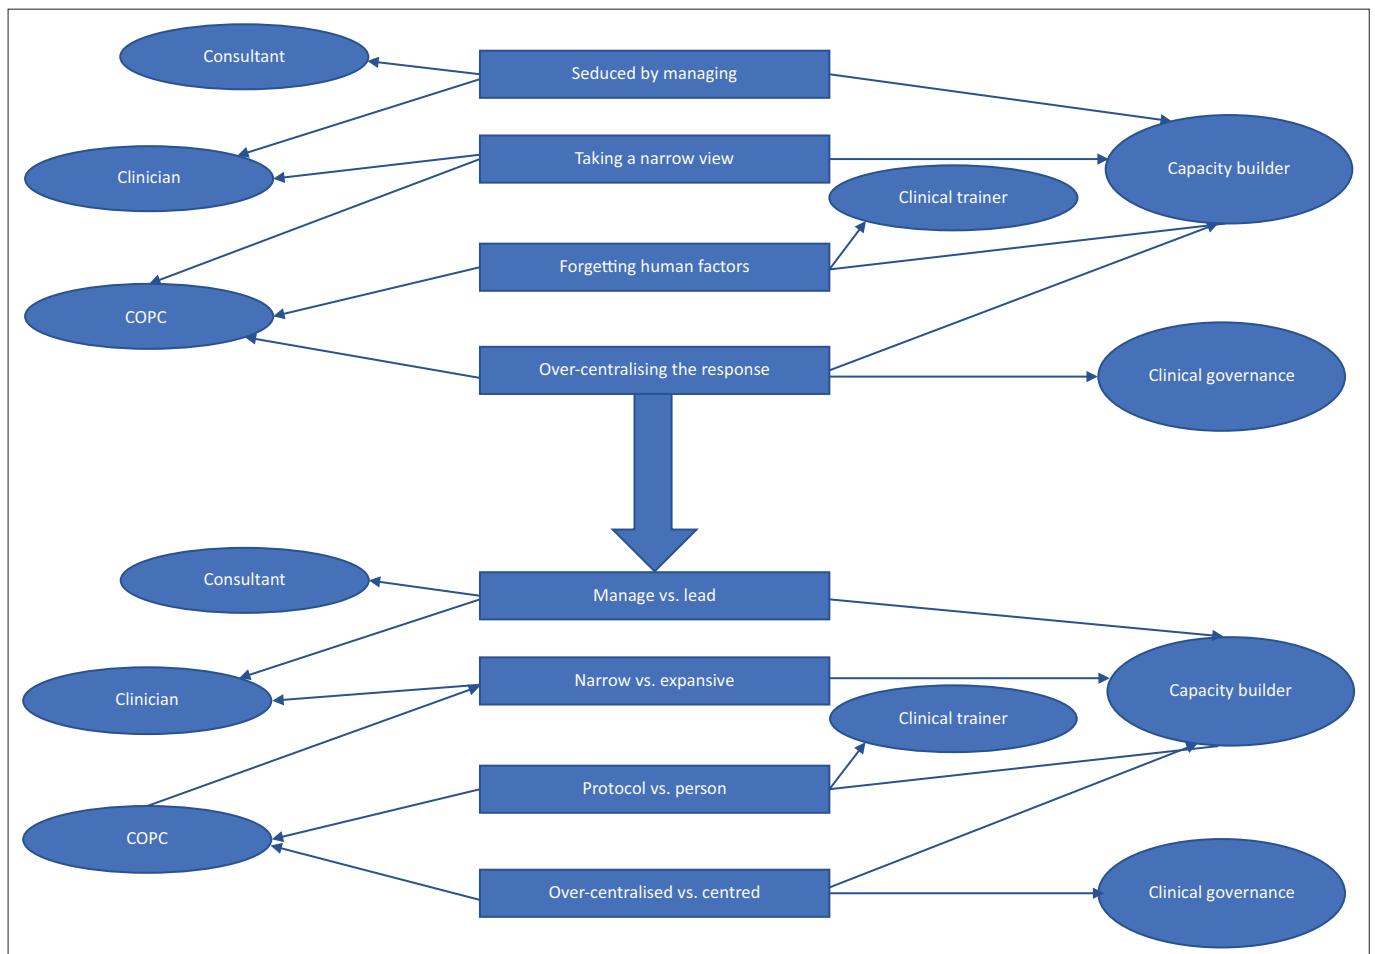 Consultant
Seduced by managing
Taking a narrow view
Capacity builder
Clinician
Clinical trainer
Forgetting human factors
COPC
Over-centralising the response
Clinical governance
Consultant
Manage vs. lead
Narrow vs. expansive
Capacity builder
Clinician
Clinical trainer
Protocol vs. person
COPC
Over-centralised vs. centred
Clinical governance